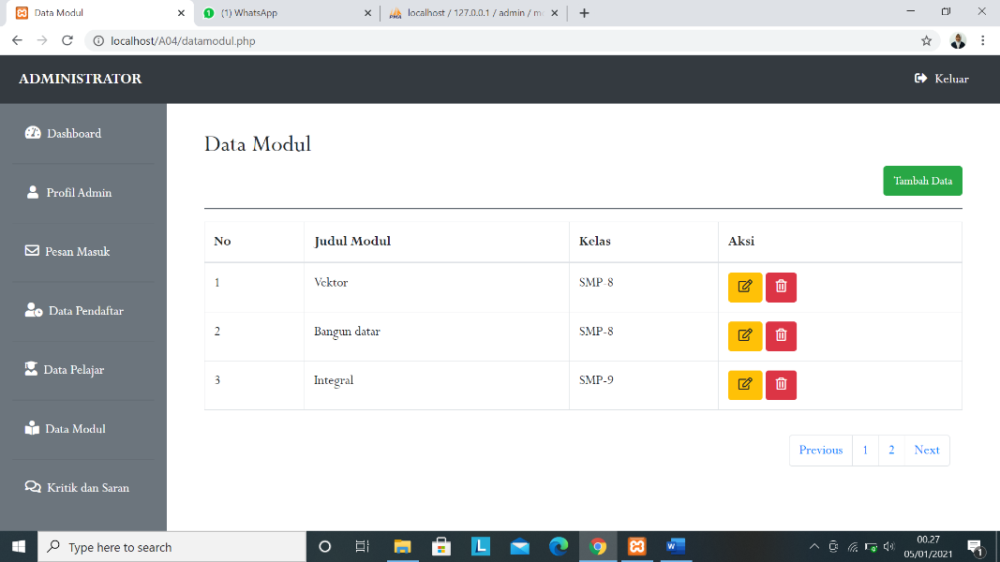 Data Modul
(1) WhatsApp
localhost / 127.0.0.1 / admin / m
localhost/A04/datamodul.php
ADMINISTRATOR
Keluar
Dashboard
Profil Admin
Pesan Masuk
Data Pendaftar
Data Pelajar
Data Modul
Kritik dan Saran
Data Modul
Tambah Data
No Judul Modul Kelas Aksi
1 Vektor SMP-8
2 Bangun datar SMP-8
3 Integral SMP-9
Previous 1 2 Next
Type here to search
00.27
05/01/2021